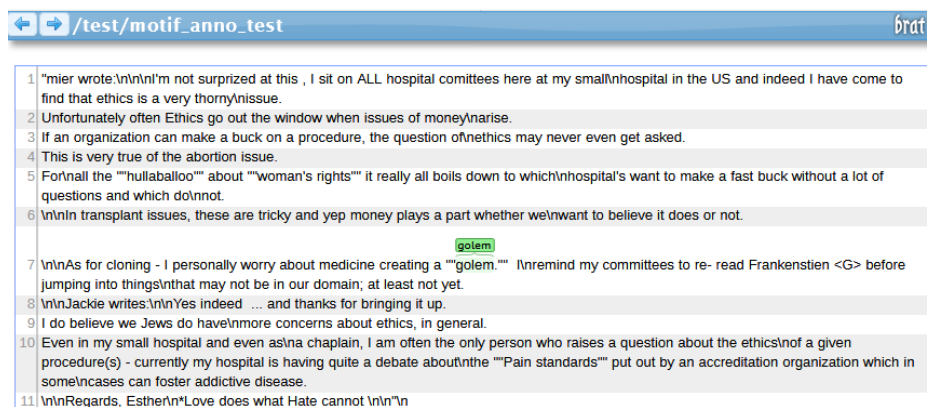 /test/motif_anno_test
brat
1 "mier wrote:\n\n\nI'm not surprized at this , I sit on ALL hospital comittees here at my small\nhospital in the US and indeed I have come to
find that ethics is a very thorny\nissue.
2 Unfortunately often Ethics go out the window when issues of money\narise.
3 If an organization can make a buck on a procedure, the question of\nethics may never even get asked.
4 This is very true of the abortion issue.
5 For\nall the ""hullaballoo"" about ""woman's rights"" it really all boils down to which\nhospital's want to make a fast buck without a lot of
questions and which do\nnot.
6 \n\nIn transplant issues, these are tricky and yep money plays a part whether we\nwant to believe it does or not.
golem
7 \n\nAs for cloning - I personally worry about medicine creating a ""golem."" I\nremind my committees to re- read Frankenstien <G> before
jumping into things\nthat may not be in our domain; at least not yet.
8 \n\nJackie writes:\n\nYes indeed ... and thanks for bringing it up.
9 I do believe we Jews do have\nmore concerns about ethics, in general.
10 Even in my small hospital and even as\na chaplain, I am often the only person who raises a question about the ethics\nof a given
procedure(s) - currently my hospital is having quite a debate about\nthe ""Pain standards"" put out by an accreditation organization which in
some\ncases can foster addictive disease.
11 \n\nRegards, Esther\n*Love does what Hate cannot \n\n"\n